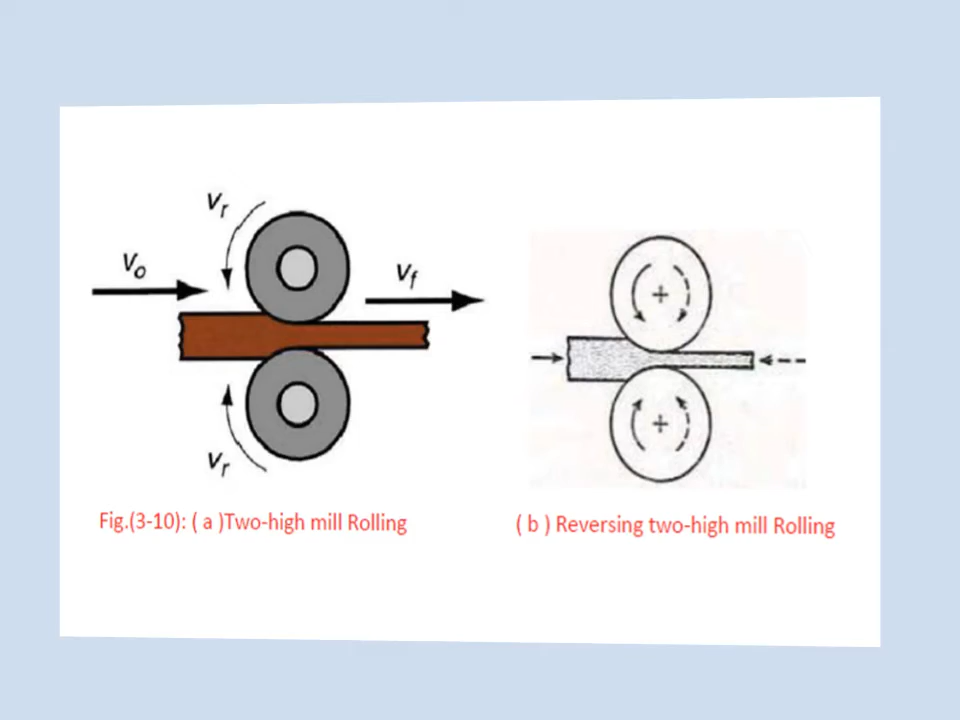 v_r
v_o
v_f
v_r
Fig.(3-10): ( a )Two-high mill Rolling
( b ) Reversing two-high mill Rolling